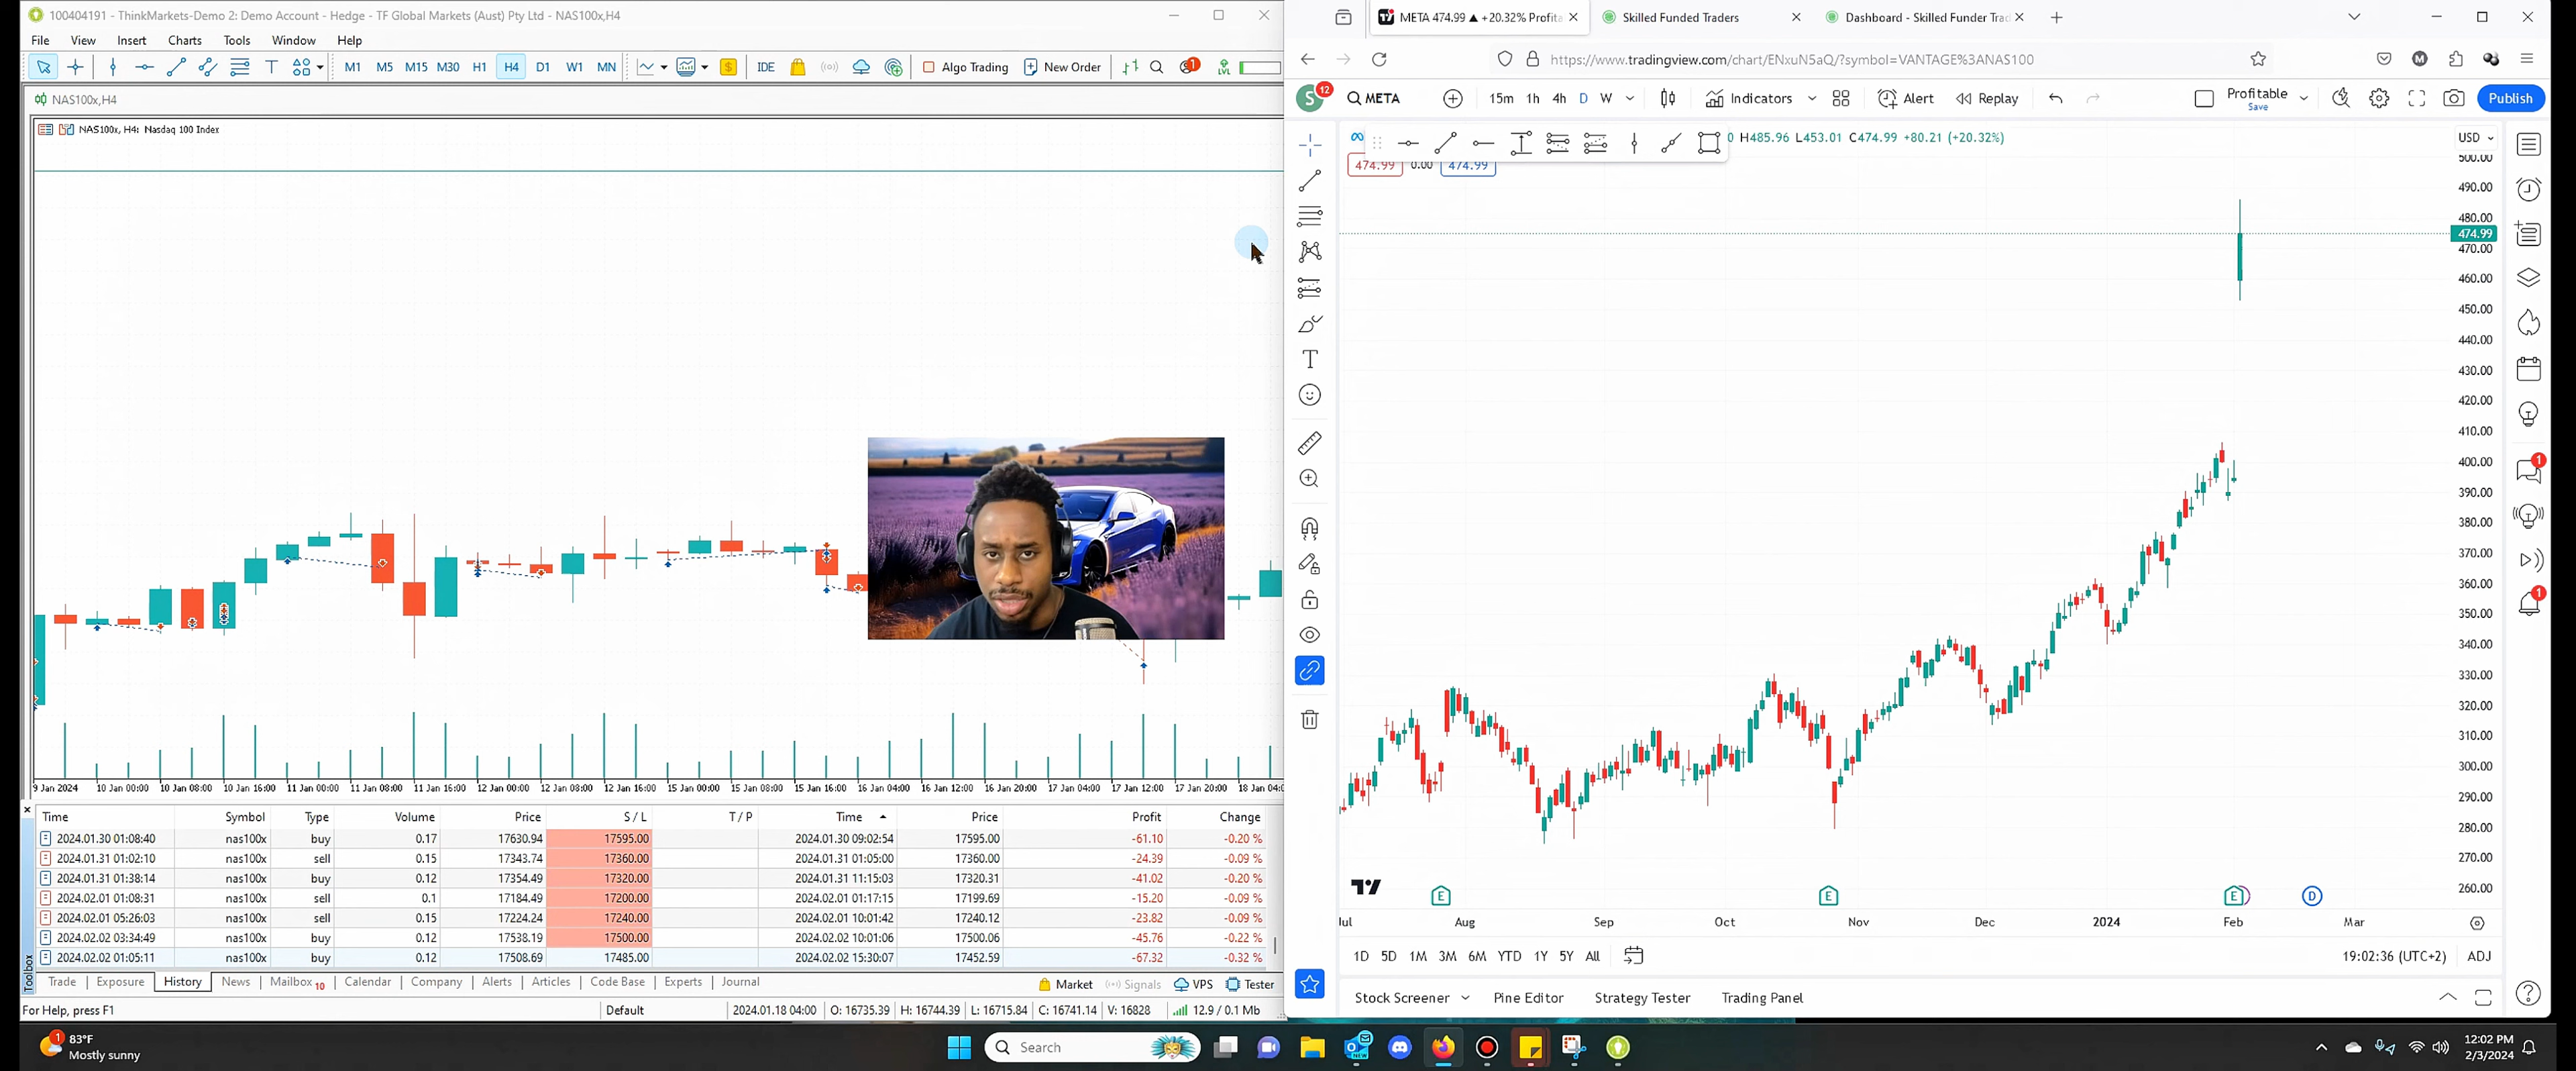 100404191 - ThinkMarkets-Demo 2: Demo Account - Hedge - TF Global Markets (Aust) Pty Ltd - NAS100x,H4
File View Insert Charts Tools Window Help
M1 M5 M15 M30 H1 H4 D1 W1 MN IDE Algo Trading New Order 1 LVL
NAS100x,H4
NAS100x, H4: Nasdaq 100 Index
9 Jan 2024 10 Jan 00:00 10 Jan 08:00 10 Jan 16:00 11 Jan 00:00 11 Jan 08:00 11 Jan 16:00 12 Jan 00:00 12 Jan 08:00 12 Jan 16:00 15 Jan 00:00 15 Jan 08:00 15 Jan 16:00 16 Jan 04:00 16 Jan 12:00 16 Jan 20:00 17 Jan 04:00 17 Jan 12:00 17 Jan 20:00 18 Jan 04:0
Time Symbol Type Volume Price S / L T / P Time Price Profit Change
2024.01.30 01:08:40 nas100x buy 0.17 17630.94 17595.00 2024.01.30 09:02:54 17595.00 -61.10 -0.20 %
2024.01.31 01:02:10 nas100x sell 0.15 17343.74 17360.00 2024.01.31 01:05:00 17360.00 -24.39 -0.09 %
2024.01.31 01:38:14 nas100x buy 0.12 17354.49 17320.00 2024.01.31 11:15:03 17320.31 -41.02 -0.20 %
2024.02.01 01:08:31 nas100x sell 0.1 17184.49 17200.00 2024.02.01 01:17:15 17199.69 -15.20 -0.09 %
2024.02.01 05:26:03 nas100x sell 0.15 17224.24 17240.00 2024.02.01 10:01:42 17240.12 -23.82 -0.09 %
2024.02.02 03:34:49 nas100x buy 0.12 17538.19 17500.00 2024.02.02 10:01:06 17500.06 -45.76 -0.22 %
2024.02.02 01:05:11 nas100x buy 0.12 17508.69 17485.00 2024.02.02 15:30:07 17452.59 -67.32 -0.32 %
Toolbox
Trade Exposure History News Mailbox 10 Calendar Company Alerts Articles Code Base Experts Journal Market Signals VPS Tester
For Help, press F1 Default 2024.01.18 04:00 O: 16735.39 H: 16744.39 L: 16715.84 C: 16741.14 V: 16828 12.9 / 0.1 Mb
META 474.99 ▲ +20.32% Profita Skilled Funded Traders Dashboard - Skilled Funder Trad
https://www.tradingview.com/chart/ENxuN5aQ/?symbol=VANTAGE%3ANAS100 M
S 12 META 15m 1h 4h D W Indicators Alert Replay Profitable Save Publish
0 H485.96 L453.01 C474.99 +80.21 (+20.32%) USD
474.99 0.00 474.99
500.00
490.00
480.00
474.99
470.00
460.00
450.00
440.00
430.00
420.00
410.00
400.00
390.00
380.00
370.00
360.00
350.00
340.00
330.00
320.00
310.00
300.00
290.00
280.00
270.00
260.00
1
1
E E E D
Jul Aug Sep Oct Nov Dec 2024 Feb Mar
1D 5D 1M 3M 6M YTD 1Y 5Y All 19:02:36 (UTC+2) ADJ
Stock Screener Pine Editor Strategy Tester Trading Panel
1 83°F
Mostly sunny
Search
NEW
12:02 PM
2/3/2024